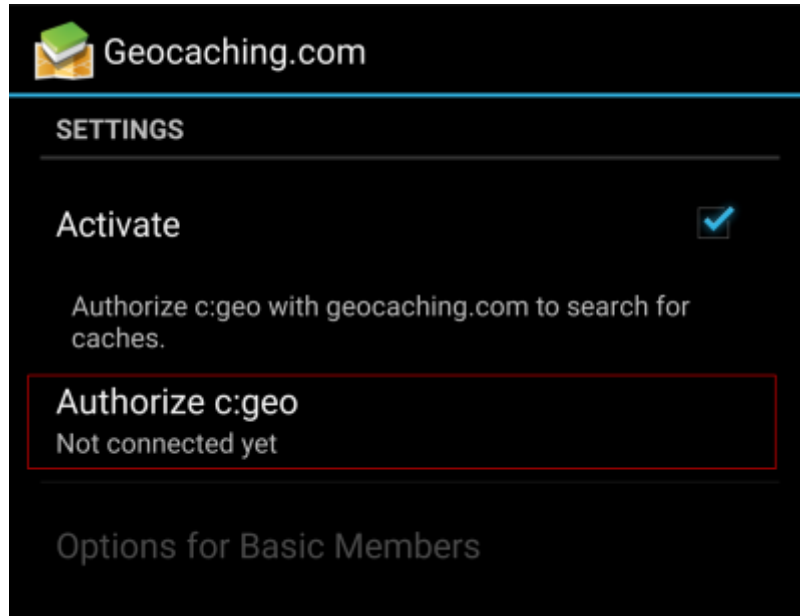 Geocaching.com
SETTINGS
Activate
Authorize c:geo with geocaching.com to search for
caches.
Authorize c:geo
Not connected yet
Options for Basic Members